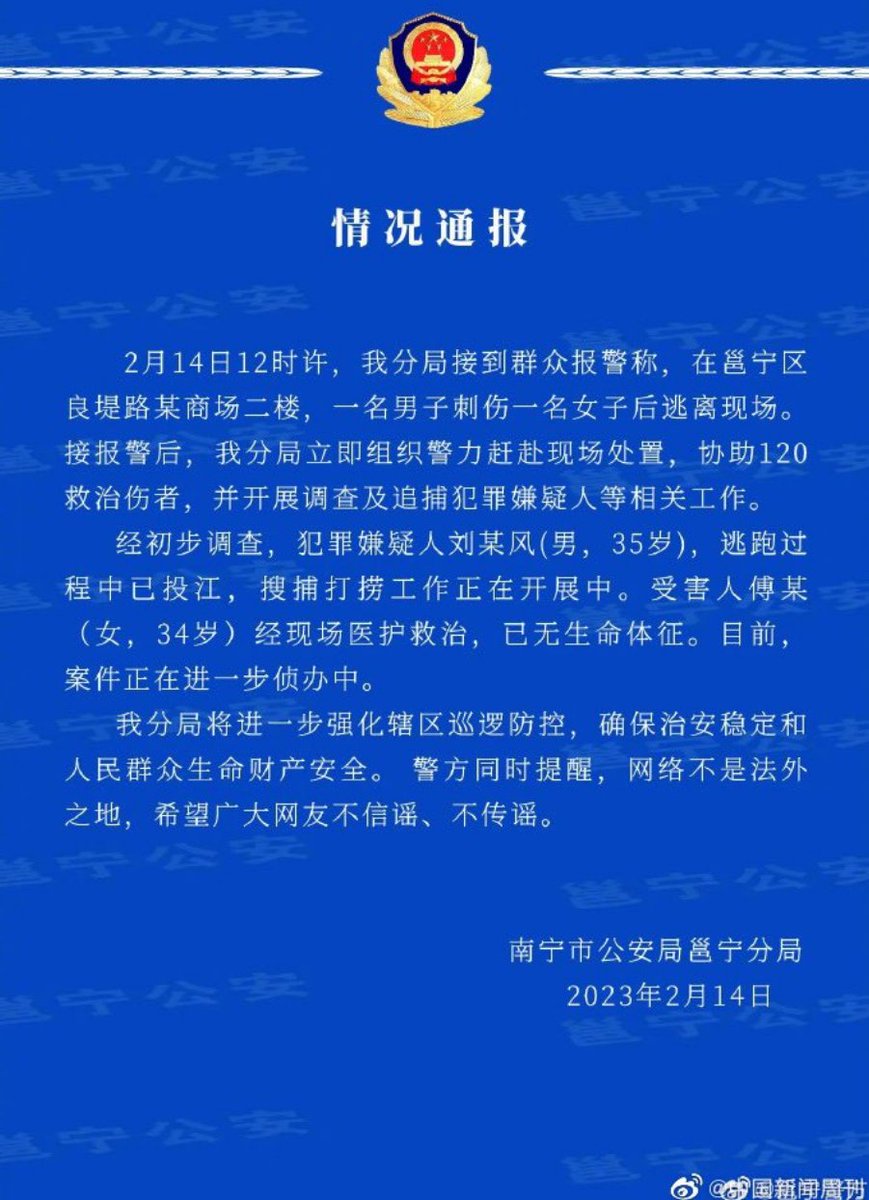 情况通报
2月14日12时许，我分局接到群众报警称，在邕宁区
良堤路某商场二楼，一名男子刺伤一名女子后逃离现场。
接报警后，我分局立即组织警力赶赴现场处置，协助120
救治伤者，并开展调查及追捕犯罪嫌疑人等相关工作。
经初步调查，犯罪嫌疑人刘某风(男，35岁)，逃跑过
程中已投江，搜捕打捞工作正在开展中。受害人傅某
（女，34岁）经现场医护救治，已无生命体征。目前，
案件正在进一步侦办中。
我分局将进一步强化辖区巡逻防控，确保治安稳定和
人民群众生命财产安全。 警方同时提醒，网络不是法外
之地，希望广大网友不信谣、不传谣。
南宁市公安局邕宁分局
2023年2月14日
邕宁公安